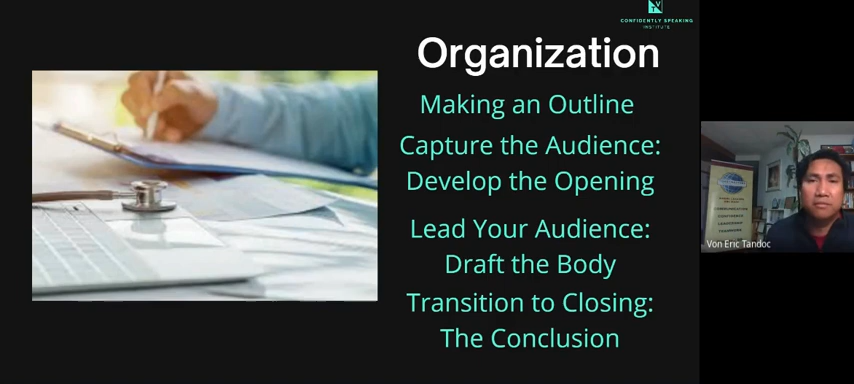 CONFIDENTLY SPEAKING
INSTITUTE
Organization
Making an Outline
Capture the Audience:
Develop the Opening
Lead Your Audience:
Draft the Body
Transition to Closing:
The Conclusion
Von Eric Tandoc